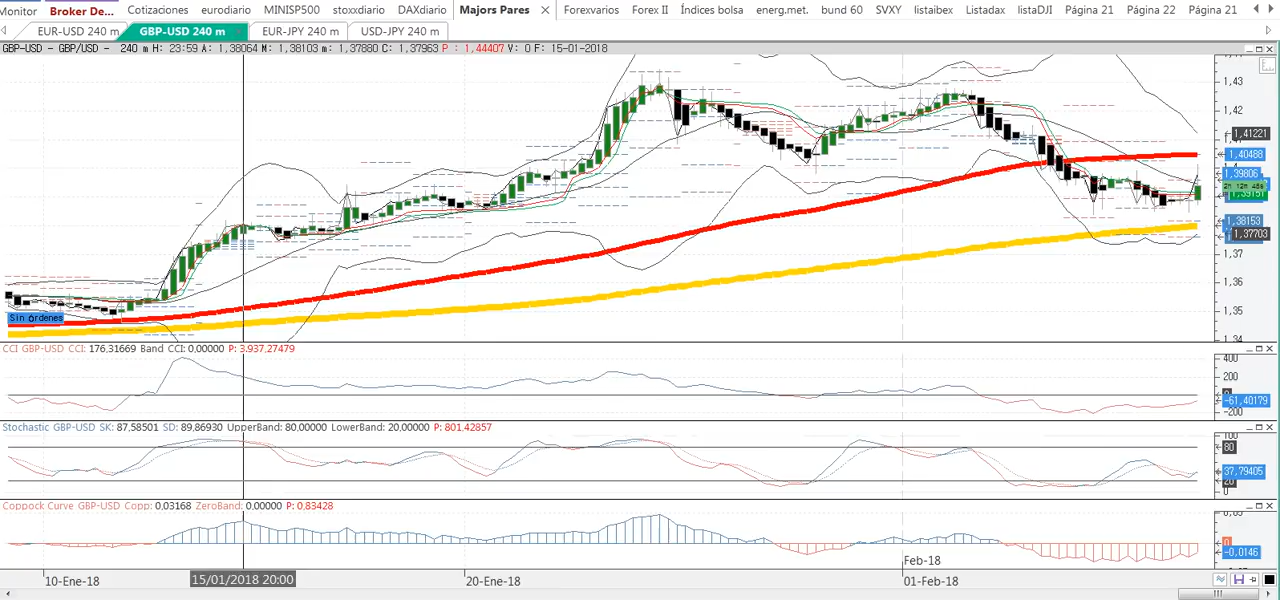 Monitor Broker De... Cotizaciones eurodiario MINISP500 stoxxdiario DAXdiario Majors Pares Forexvarios Forex II Índices bolsa energ.met. bund 60 SVXY listaibex Listadax listaDJI Página 21 Página 22 Página 21
EUR-USD 240 m GBP-USD 240 m EUR-JPY 240 m USD-JPY 240 m
GBP-USD - GBP/USD - 240 m H: 23:59 A: 1,38064 M: 1,38103 m: 1,37880 C: 1,37963 P : 1,44407 V: 0 F: 15-01-2018
1,43
1,42
1,41221
1,40488
1,39806
2h 12m 48s
1,38153
1,37703
1,37
1,36
1,35
1,34
Sin órdenes
CCI GBP-USD CCI: 176,31669 Band CCI: 0,00000 P: 3.937,27479
400
200
-61,40179
-200
Stochastic GBP-USD SK: 87,58501 SD: 89,86930 UpperBand: 80,00000 LowerBand: 20,00000 P: 801.42857
100
80
37,79405
20
0
Coppock Curve GBP-USD Copp: 0,03168 ZeroBand: 0,00000 P: 0.83428
0
-0,0146
Feb-18
10-Ene-18 15/01/2018 20:00 20-Ene-18 01-Feb-18